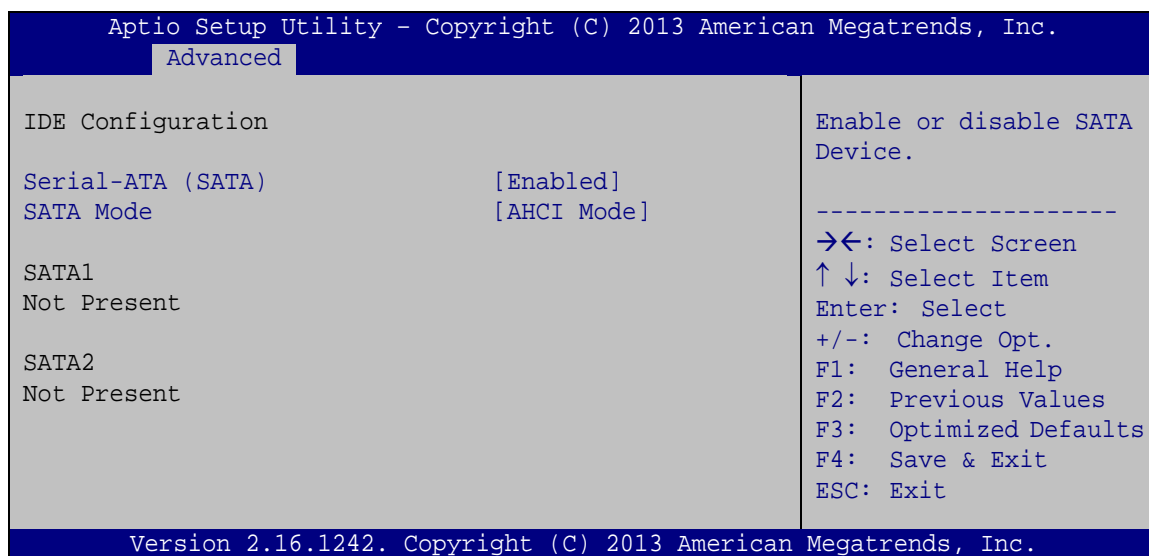 Aptio Setup Utility – Copyright (C) 2013 American Megatrends, Inc.
Advanced
IDE Configuration
Serial-ATA (SATA) [Enabled]
SATA Mode [AHCI Mode]
SATA1
Not Present
SATA2
Not Present
Enable or disable SATA
Device.
---------------------
→←: Select Screen
↑ ↓: Select Item
Enter: Select
+/-: Change Opt.
F1: General Help
F2: Previous Values
F3: Optimized Defaults
F4: Save & Exit
ESC: Exit
Version 2.16.1242. Copyright (C) 2013 American Megatrends, Inc.